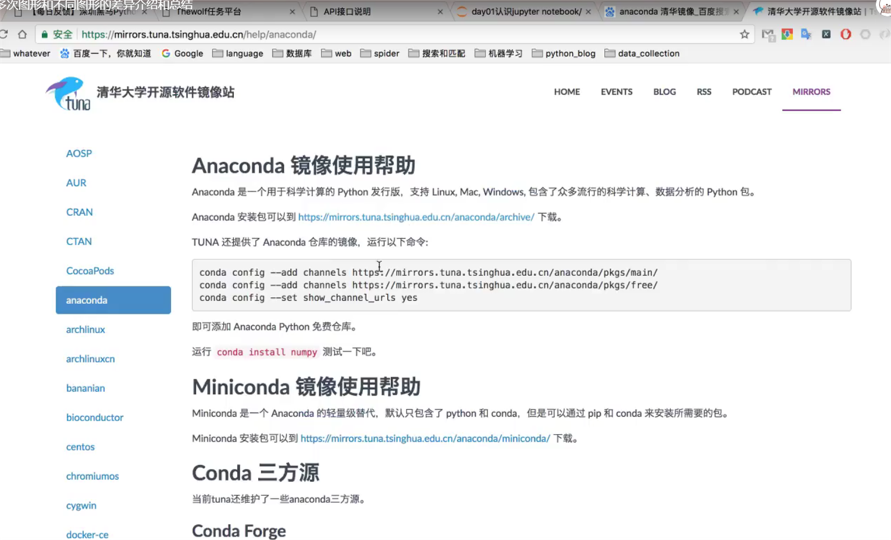 多次图形和不同图形的差异介绍和总结
【每日反馈】深圳黑马Py
Thewolf任务平台
API接口说明
day01认识jupyter notebook/
anaconda 清华镜像_百度搜
清华大学开源软件镜像站 | T
安全 https://mirrors.tuna.tsinghua.edu.cn/help/anaconda/
whatever 百度一下，你就知道 Google language 数据库 web spider 搜索和匹配 机器学习 python_blog data_collection
tuna 清华大学开源软件镜像站
HOME EVENTS BLOG RSS PODCAST MIRRORS
AOSP
AUR
CRAN
CTAN
CocoaPods
anaconda
archlinux
archlinuxcn
bananian
bioconductor
centos
chromiumos
cygwin
docker-ce
Anaconda 镜像使用帮助
Anaconda 是一个用于科学计算的 Python 发行版，支持 Linux, Mac, Windows, 包含了众多流行的科学计算、数据分析的 Python 包。
Anaconda 安装包可以到 https://mirrors.tuna.tsinghua.edu.cn/anaconda/archive/ 下载。
TUNA 还提供了 Anaconda 仓库的镜像，运行以下命令:
conda config --add channels https://mirrors.tuna.tsinghua.edu.cn/anaconda/pkgs/main/
conda config --add channels https://mirrors.tuna.tsinghua.edu.cn/anaconda/pkgs/free/
conda config --set show_channel_urls yes
即可添加 Anaconda Python 免费仓库。
运行 conda install numpy 测试一下吧。
Miniconda 镜像使用帮助
Miniconda 是一个 Anaconda 的轻量级替代，默认只包含了 python 和 conda，但是可以通过 pip 和 conda 来安装所需要的包。
Miniconda 安装包可以到 https://mirrors.tuna.tsinghua.edu.cn/anaconda/miniconda/ 下载。
Conda 三方源
当前tuna还维护了一些anaconda三方源。
Conda Forge